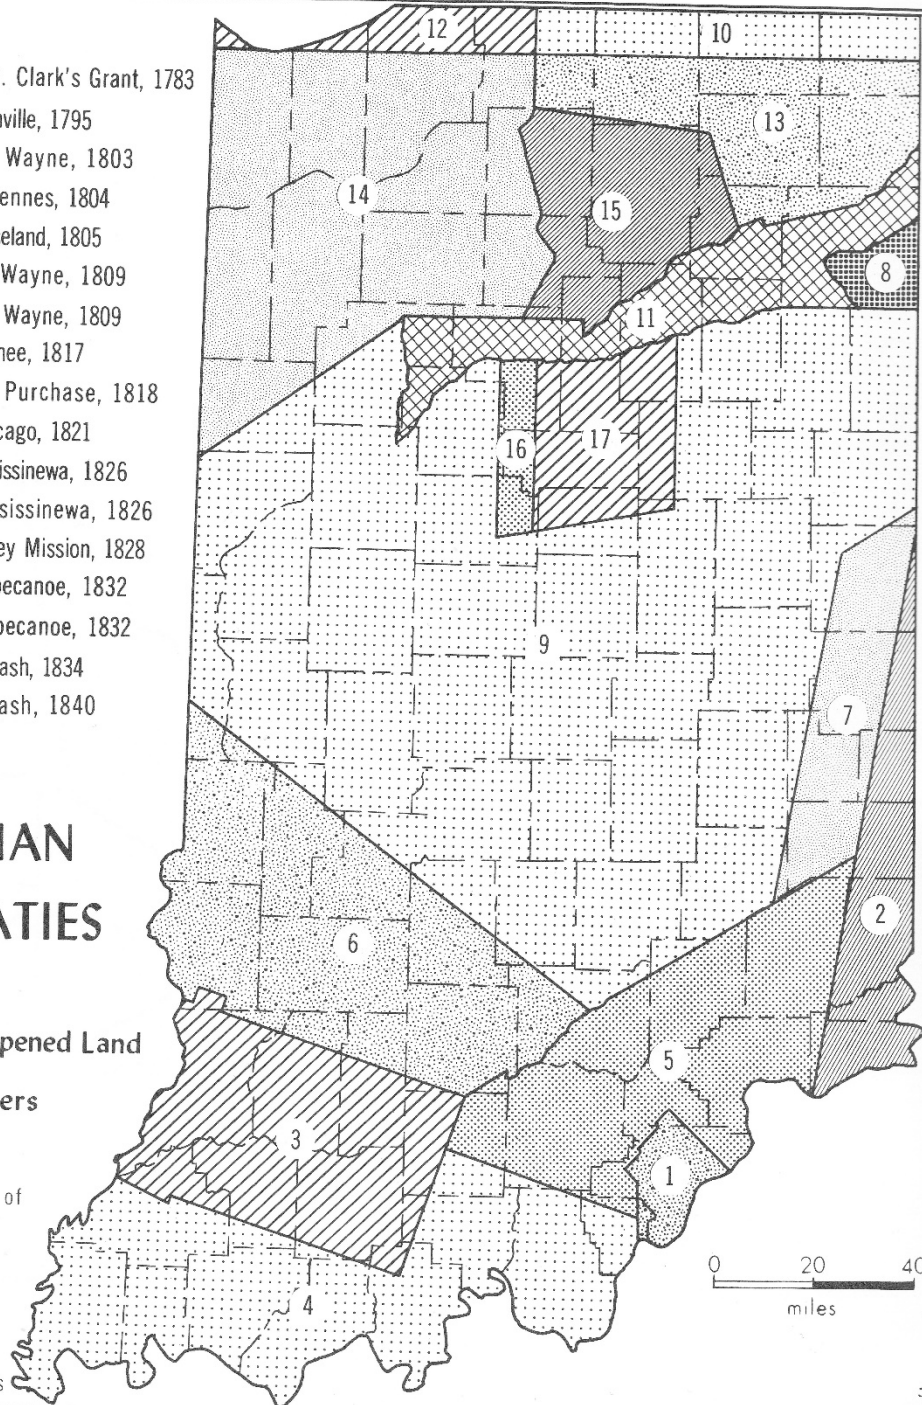 . Clark's Grant, 1783
nville, 1795
Wayne, 1803
ennes, 1804
eland, 1805
Wayne, 1809
Wayne, 1809
nee, 1817
Purchase, 1818
cago, 1821
issinewa, 1826
sissinewa, 1826
ey Mission, 1828
pecanoe, 1832
pecanoe, 1832
ash, 1834
ash, 1840
IAN
ATIES
pened Land
ers
of
s
12
10
13
14
15
8
11
16
17
9
7
2
6
5
3
1
4
0 20 40
miles